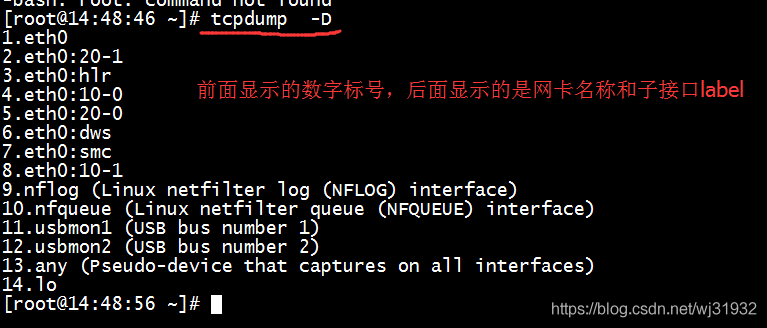 -bash: root: command not found
[root@14:48:46 ~]# tcpdump  -D
1.eth0
2.eth0:20-1
3.eth0:hlr
前面显示的数字标号，后面显示的是网卡名称和子接口label
4.eth0:10-0
5.eth0:20-0
6.eth0:dws
7.eth0:smc
8.eth0:10-1
9.nflog (Linux netfilter log (NFLOG) interface)
10.nfqueue (Linux netfilter queue (NFQUEUE) interface)
11.usbmon1 (USB bus number 1)
12.usbmon2 (USB bus number 2)
13.any (Pseudo-device that captures on all interfaces)
14.lo
[root@14:48:56 ~]#
https://blog.csdn.net/wj31932